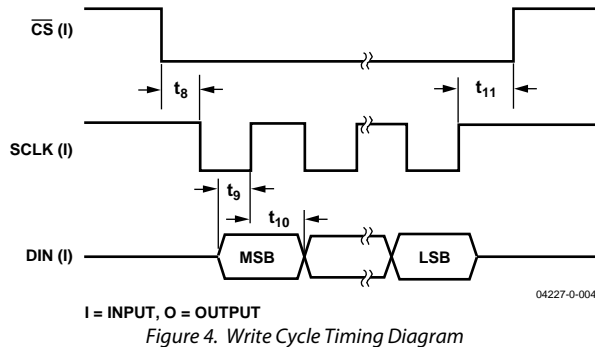 CS (I)
t8
t11
SCLK (I)
t9
t10
DIN (I)
MSB
LSB
04227-0-004
I = INPUT, O = OUTPUT
Figure 4. Write Cycle Timing Diagram